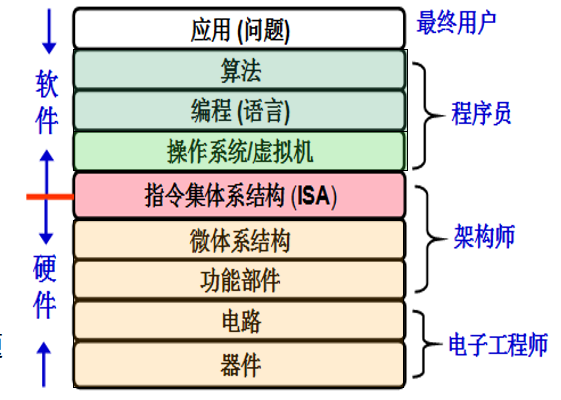 应用 (问题)
最终用户
算法
软件
编程 (语言)
程序员
操作系统/虚拟机
指令集体系结构 (ISA)
微体系结构
架构师
硬件
功能部件
电路
电子工程师
器件